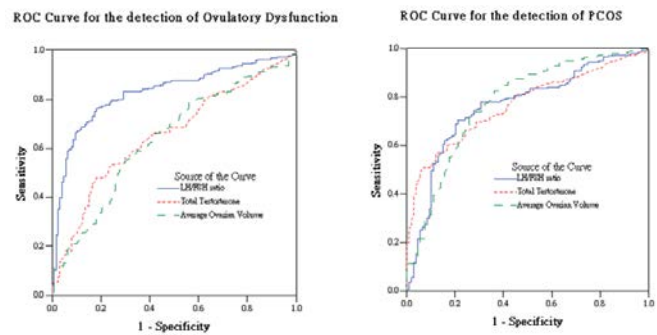 ROC Curve for the detection of Ovulatory Dysfunction
1.0
0.8
0.6
0.4
0.2
0.0
Sensitivity
0.0 0.2 0.4 0.6 0.8 1.0
1 - Specificity
Source of the Curve
LH/FSH ratio
Total Testosterone
Average Ovarian Volume
ROC Curve for the detection of PCOS
1.0
0.8
0.6
0.4
0.2
0.0
Sensitivity
0.0 0.2 0.4 0.6 0.8 1.0
1 - Specificity
Source of the Curve
LH/FSH ratio
Total Testosterone
Average Ovarian Volume